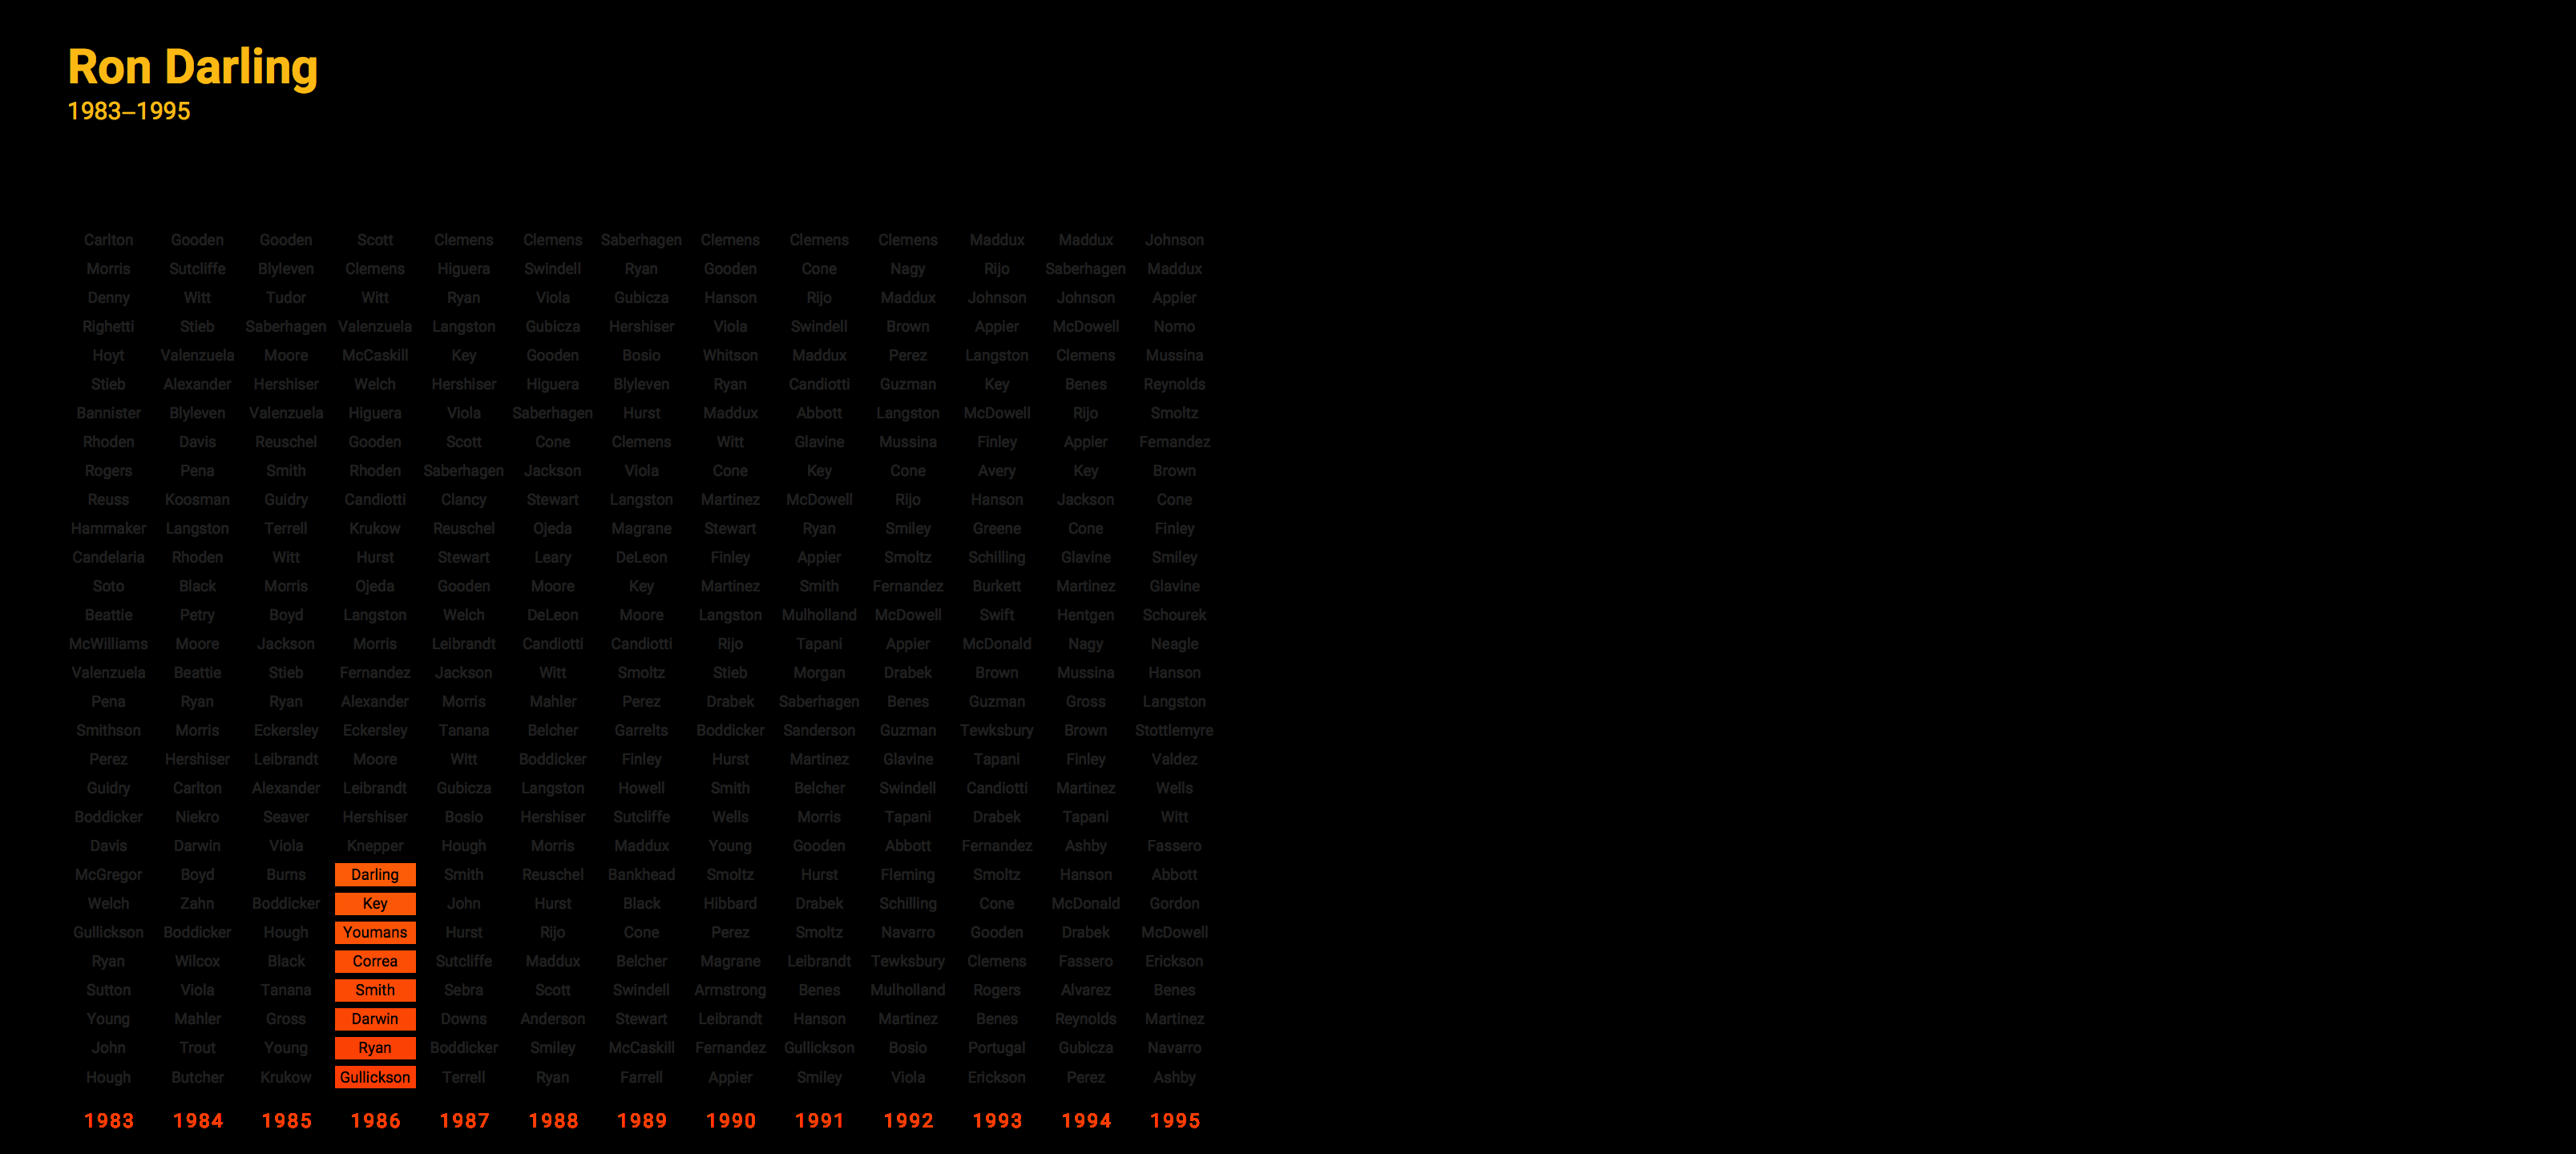 Ron Darling
1983–1995
Carlton Gooden Gooden Scott Clemens Clemens Saberhagen Clemens Clemens Clemens Maddux Maddux Johnson
Morris Sutcliffe Blyleven Clemens Higuera Swindell Ryan Gooden Cone Nagy Rijo Saberhagen Maddux
Denny Witt Tudor Witt Ryan Viola Gubicza Hanson Rijo Maddux Johnson Johnson Appier
Righetti Stieb Saberhagen Valenzuela Langston Gubicza Hershiser Viola Swindell Brown Appier McDowell Nomo
Hoyt Valenzuela Moore McCaskill Key Gooden Bosio Whitson Maddux Perez Langston Clemens Mussina
Stieb Alexander Hershiser Welch Hershiser Higuera Blyleven Ryan Candiotti Guzman Key Benes Reynolds
Bannister Blyleven Valenzuela Higuera Viola Saberhagen Hurst Maddux Abbott Langston McDowell Rijo Smoltz
Rhoden Davis Reuschel Gooden Scott Cone Clemens Witt Glavine Mussina Finley Appier Fernandez
Rogers Pena Smith Rhoden Saberhagen Jackson Viola Cone Key Cone Avery Key Brown
Reuss Koosman Guidry Candiotti Clancy Stewart Langston Martinez McDowell Rijo Hanson Jackson Cone
Hammaker Langston Terrell Krukow Reuschel Ojeda Magrane Stewart Ryan Smiley Greene Cone Finley
Candelaria Rhoden Witt Hurst Stewart Leary DeLeon Finley Appier Smoltz Schilling Glavine Smiley
Soto Black Morris Ojeda Gooden Moore Key Martinez Smith Fernandez Burkett Martinez Glavine
Beattie Petry Boyd Langston Welch DeLeon Moore Langston Mulholland McDowell Swift Hentgen Schourek
McWilliams Moore Jackson Morris Leibrandt Candiotti Candiotti Rijo Tapani Appier McDonald Nagy Neagle
Valenzuela Beattie Stieb Fernandez Jackson Witt Smoltz Stieb Morgan Drabek Brown Mussina Hanson
Pena Ryan Ryan Alexander Morris Mahler Perez Drabek Saberhagen Benes Guzman Gross Langston
Smithson Morris Eckersley Eckersley Tanana Belcher Garrelts Boddicker Sanderson Guzman Tewksbury Brown Stottlemyre
Perez Hershiser Leibrandt Moore Witt Boddicker Finley Hurst Martinez Glavine Tapani Finley Valdez
Guidry Carlton Alexander Leibrandt Gubicza Langston Howell Smith Belcher Swindell Candiotti Martinez Wells
Boddicker Niekro Seaver Hershiser Bosio Hershiser Sutcliffe Wells Morris Tapani Drabek Tapani Witt
Davis Darwin Viola Knepper Hough Morris Maddux Young Gooden Abbott Fernandez Ashby Fassero
McGregor Boyd Burns Darling Smith Reuschel Bankhead Smoltz Hurst Fleming Smoltz Hanson Abbott
Welch Zahn Boddicker Key John Hurst Black Hibbard Drabek Schilling Cone McDonald Gordon
Gullickson Boddicker Hough Youmans Hurst Rijo Cone Perez Smoltz Navarro Gooden Drabek McDowell
Ryan Wilcox Black Correa Sutcliffe Maddux Belcher Magrane Leibrandt Tewksbury Clemens Fassero Erickson
Sutton Viola Tanana Smith Sebra Scott Swindell Armstrong Benes Mulholland Rogers Alvarez Benes
Young Mahler Gross Darwin Downs Anderson Stewart Leibrandt Hanson Martinez Benes Reynolds Martinez
John Trout Young Ryan Boddicker Smiley McCaskill Fernandez Gullickson Bosio Portugal Gubicza Navarro
Hough Butcher Krukow Gullickson Terrell Ryan Farrell Appier Smiley Viola Erickson Perez Ashby
1983 1984 1985 1986 1987 1988 1989 1990 1991 1992 1993 1994 1995